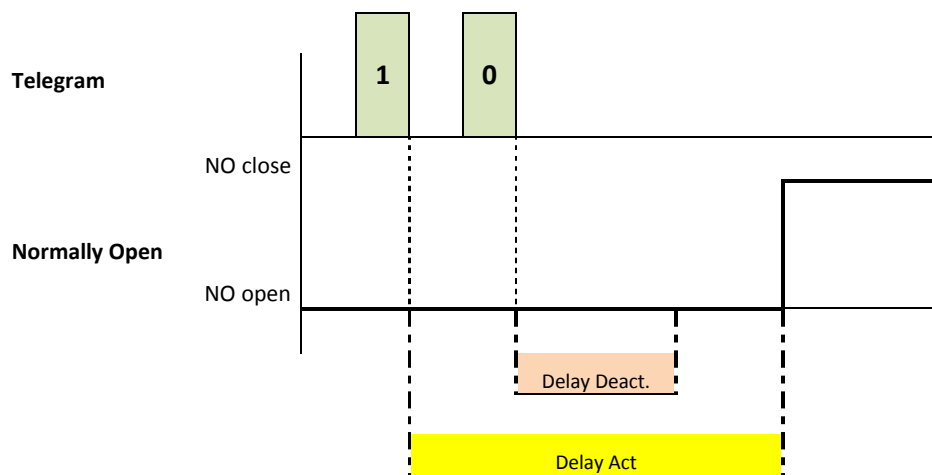 1
0
Telegram
NO close
Normally Open
NO open
Delay Deact.
Delay Act